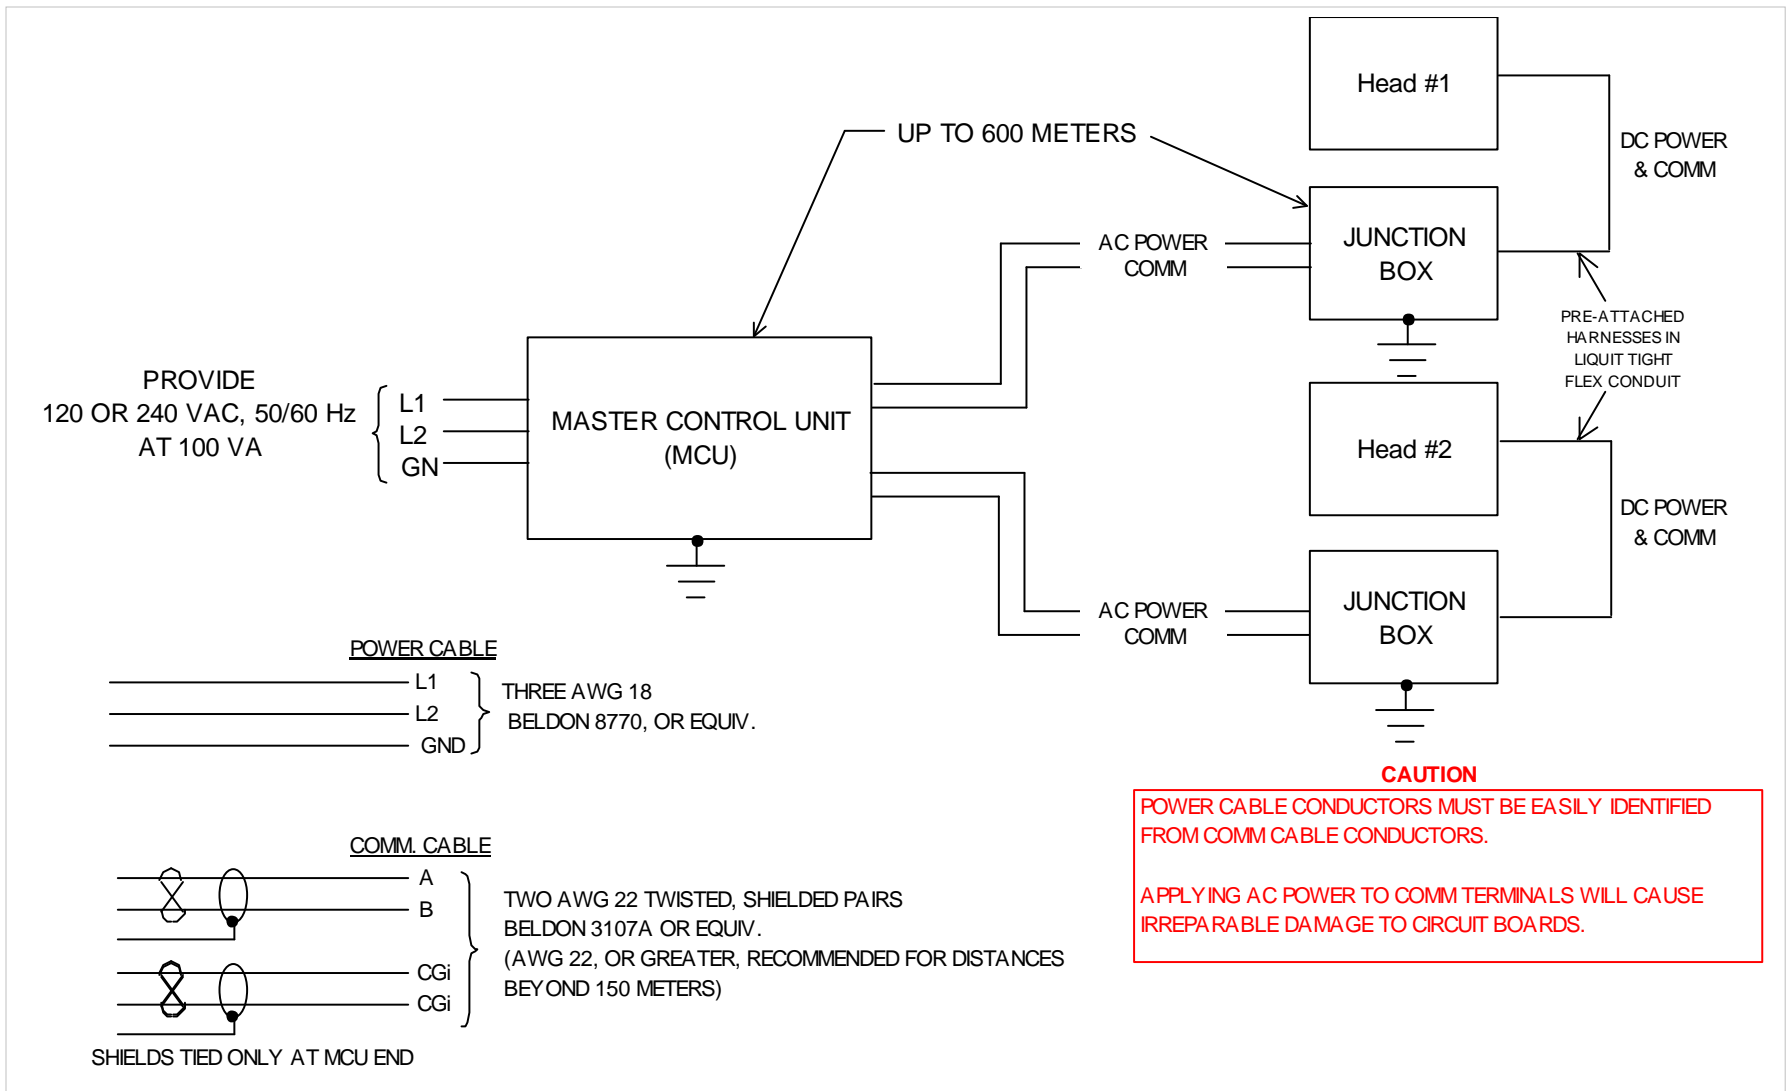 Head #1
UP TO 600 METERS
DC POWER
& COMM
JUNCTION
BOX
AC POWER
COMM
PRE-ATTACHED
HARNESSES IN
LIQUIT TIGHT
FLEX CONDUIT
PROVIDE
120 OR 240 VAC, 50/60 Hz
AT 100 VA
L1
L2
GN
MASTER CONTROL UNIT
(MCU)
Head #2
DC POWER
& COMM
JUNCTION
BOX
AC POWER
COMM
POWER CABLE
L1
L2
GND
THREE AWG 18
BELDON 8770, OR EQUIV.
CAUTION
POWER CABLE CONDUCTORS MUST BE EASILY IDENTIFIED
FROM COMM CABLE CONDUCTORS.
APPLYING AC POWER TO COMM TERMINALS WILL CAUSE
IRREPARABLE DAMAGE TO CIRCUIT BOARDS.
COMM. CABLE
A
B
CGi
CGi
TWO AWG 22 TWISTED, SHIELDED PAIRS
BELDON 3107A OR EQUIV.
(AWG 22, OR GREATER, RECOMMENDED FOR DISTANCES
BEYOND 150 METERS)
SHIELDS TIED ONLY AT MCU END